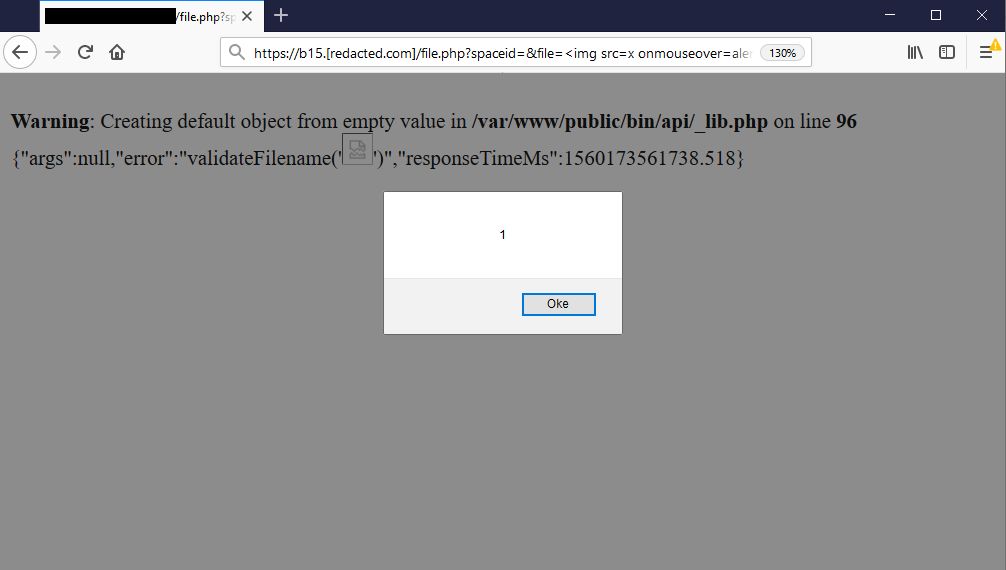 /file.php?sp
https://b15.[redacted.com]/file.php?spaceid=&file=<img src=x onmouseover=aler
130%
Warning: Creating default object from empty value in /var/www/public/bin/api/_lib.php on line 96
{"args":null,"error":"validateFilename('')","responseTimeMs":1560173561738.518}
1
Oke